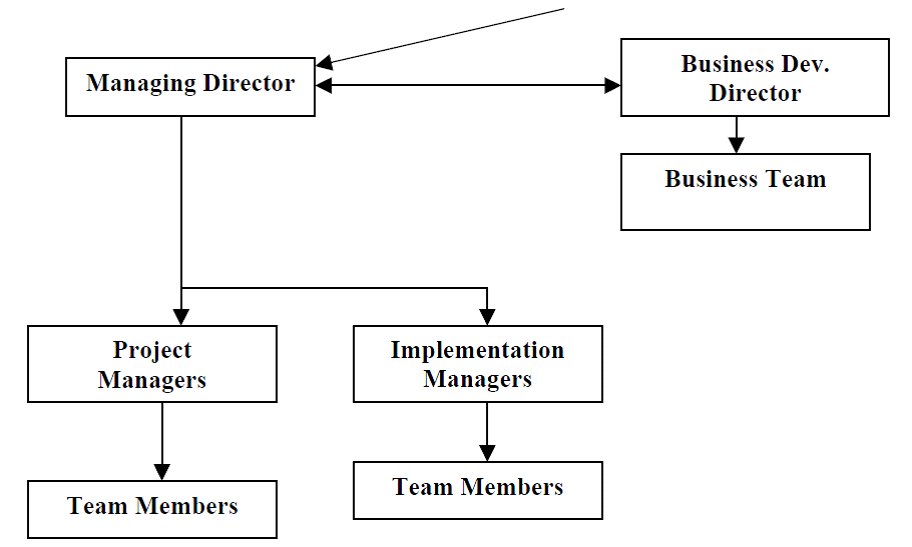 Managing Director
Business Dev.
Director
Business Team
Project
Managers
Implementation
Managers
Team Members
Team Members